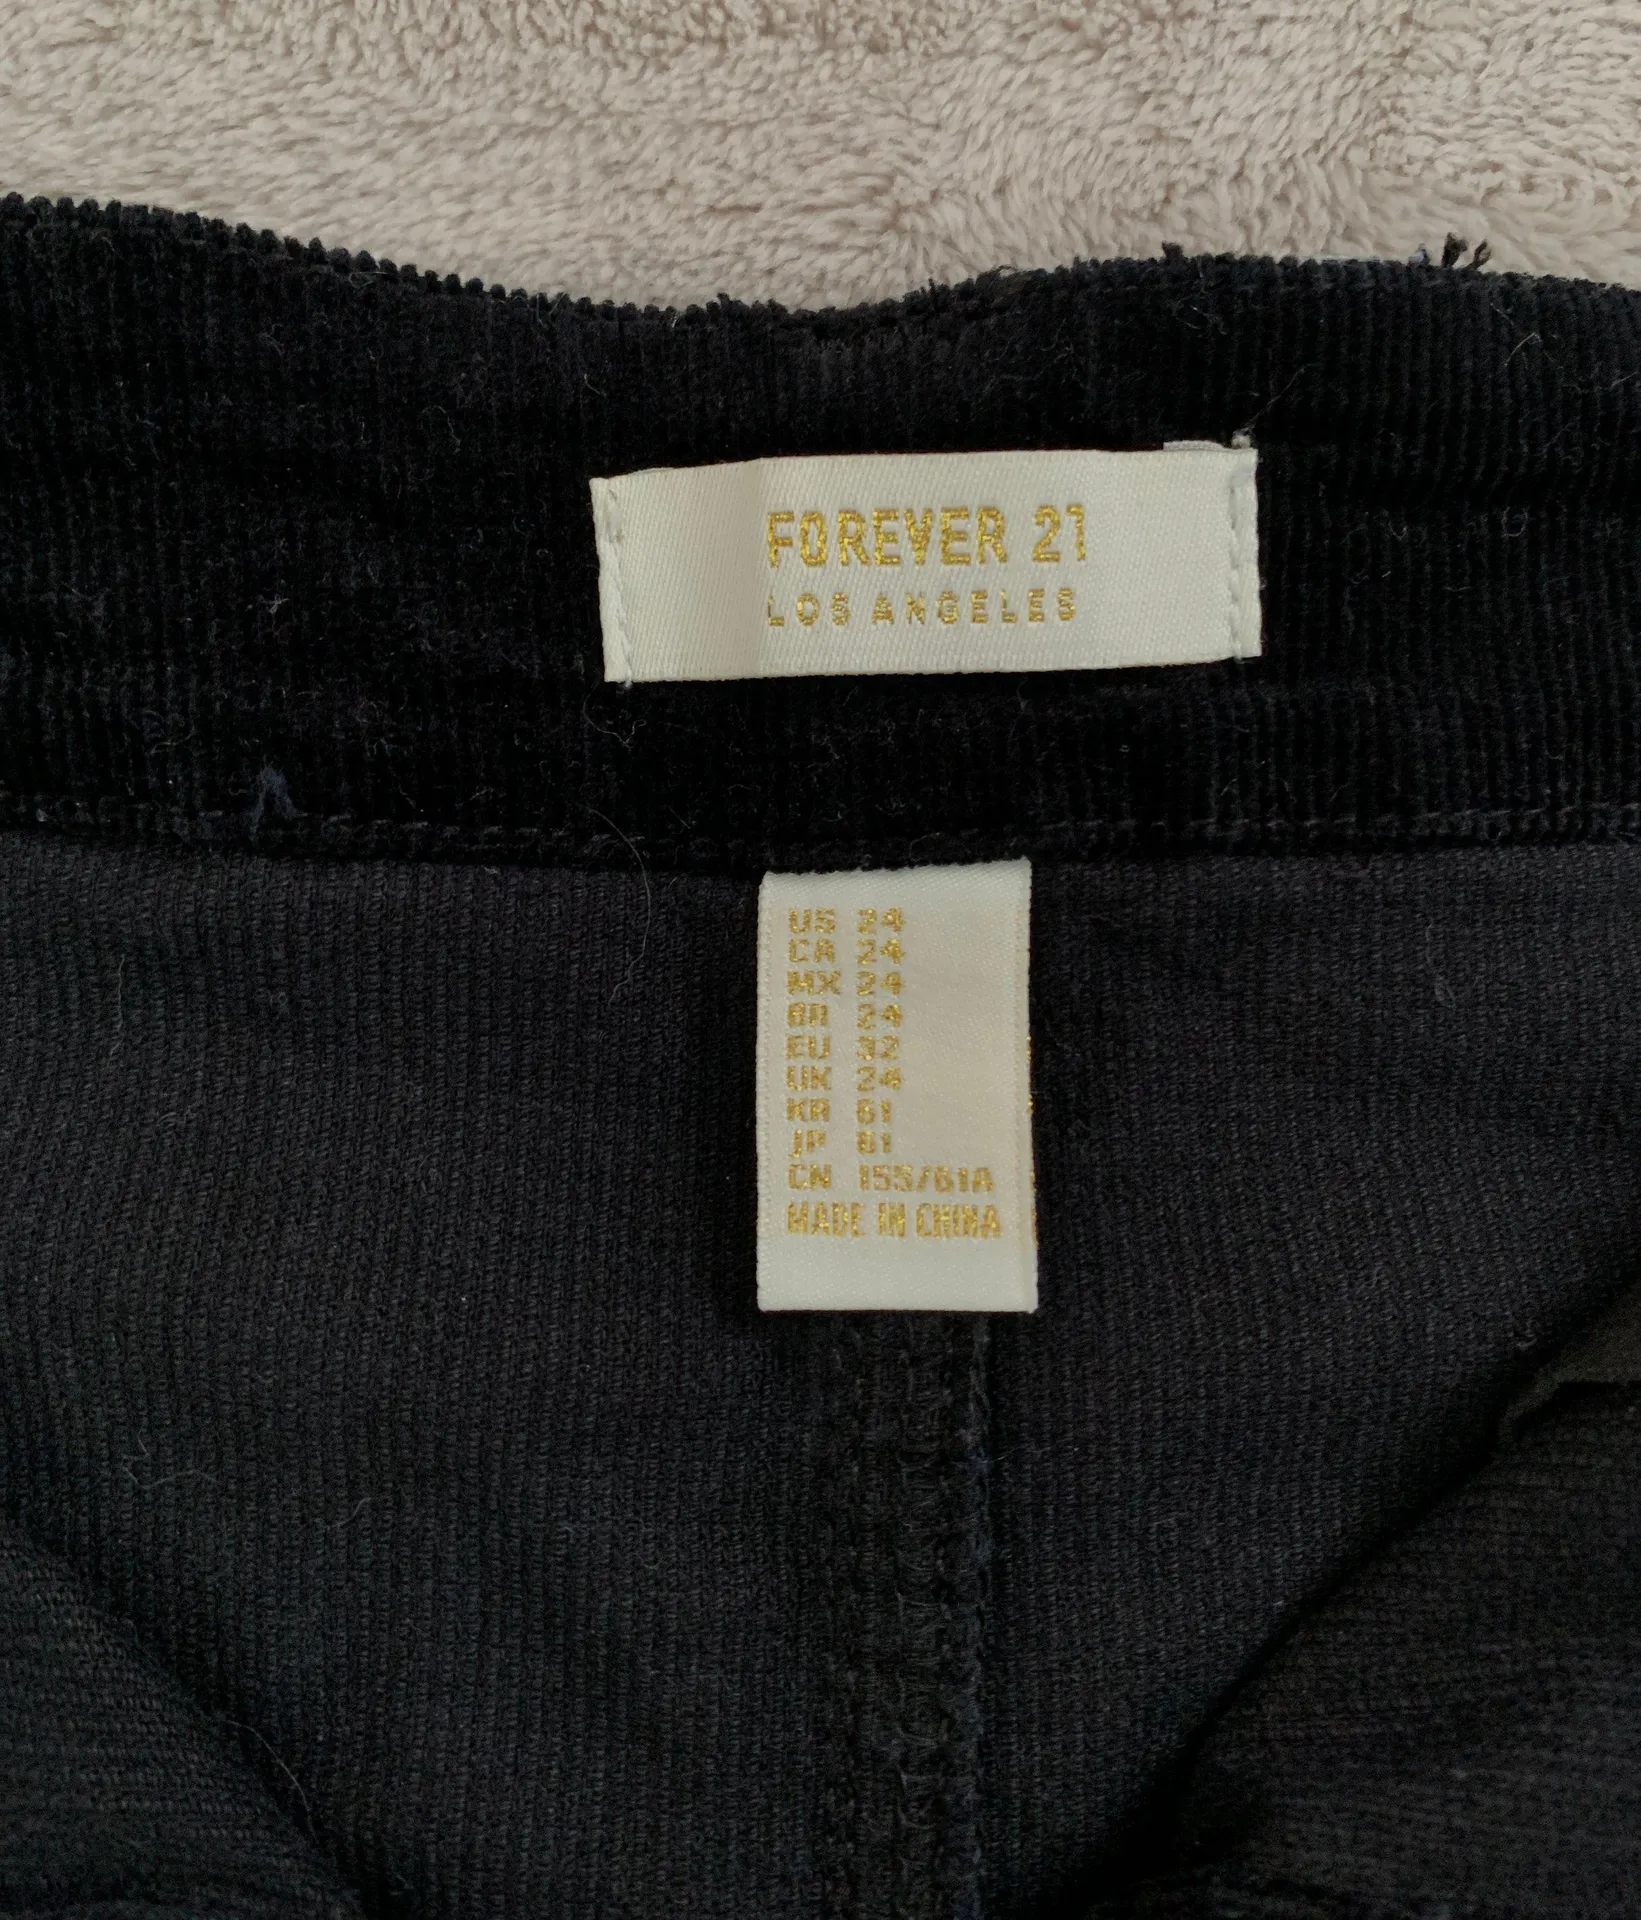 FOREVER 21
LOS ANGELES
US 24
CA 24
MX 24
BR 24
EU 32
UK 24
KR 61
JP 61
CN 155/61A
MADE IN CHINA